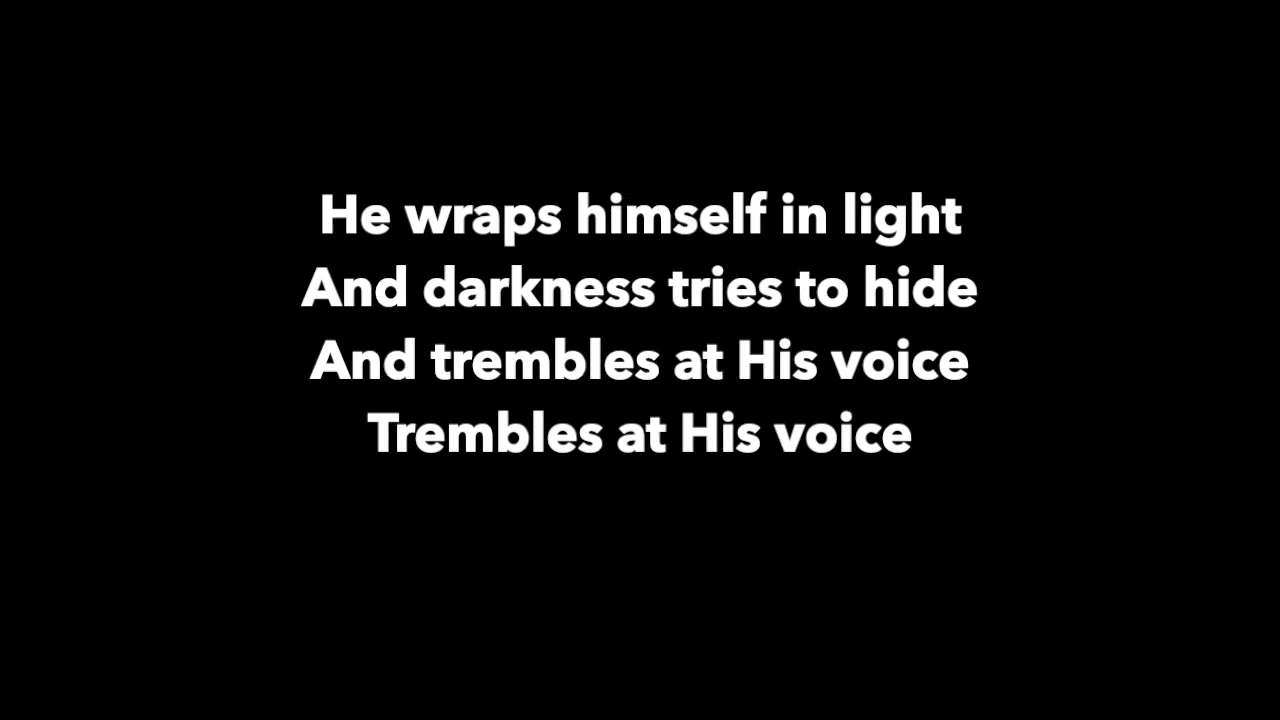 He wraps himself in light
And darkness tries to hide
And trembles at His voice
Trembles at His voice